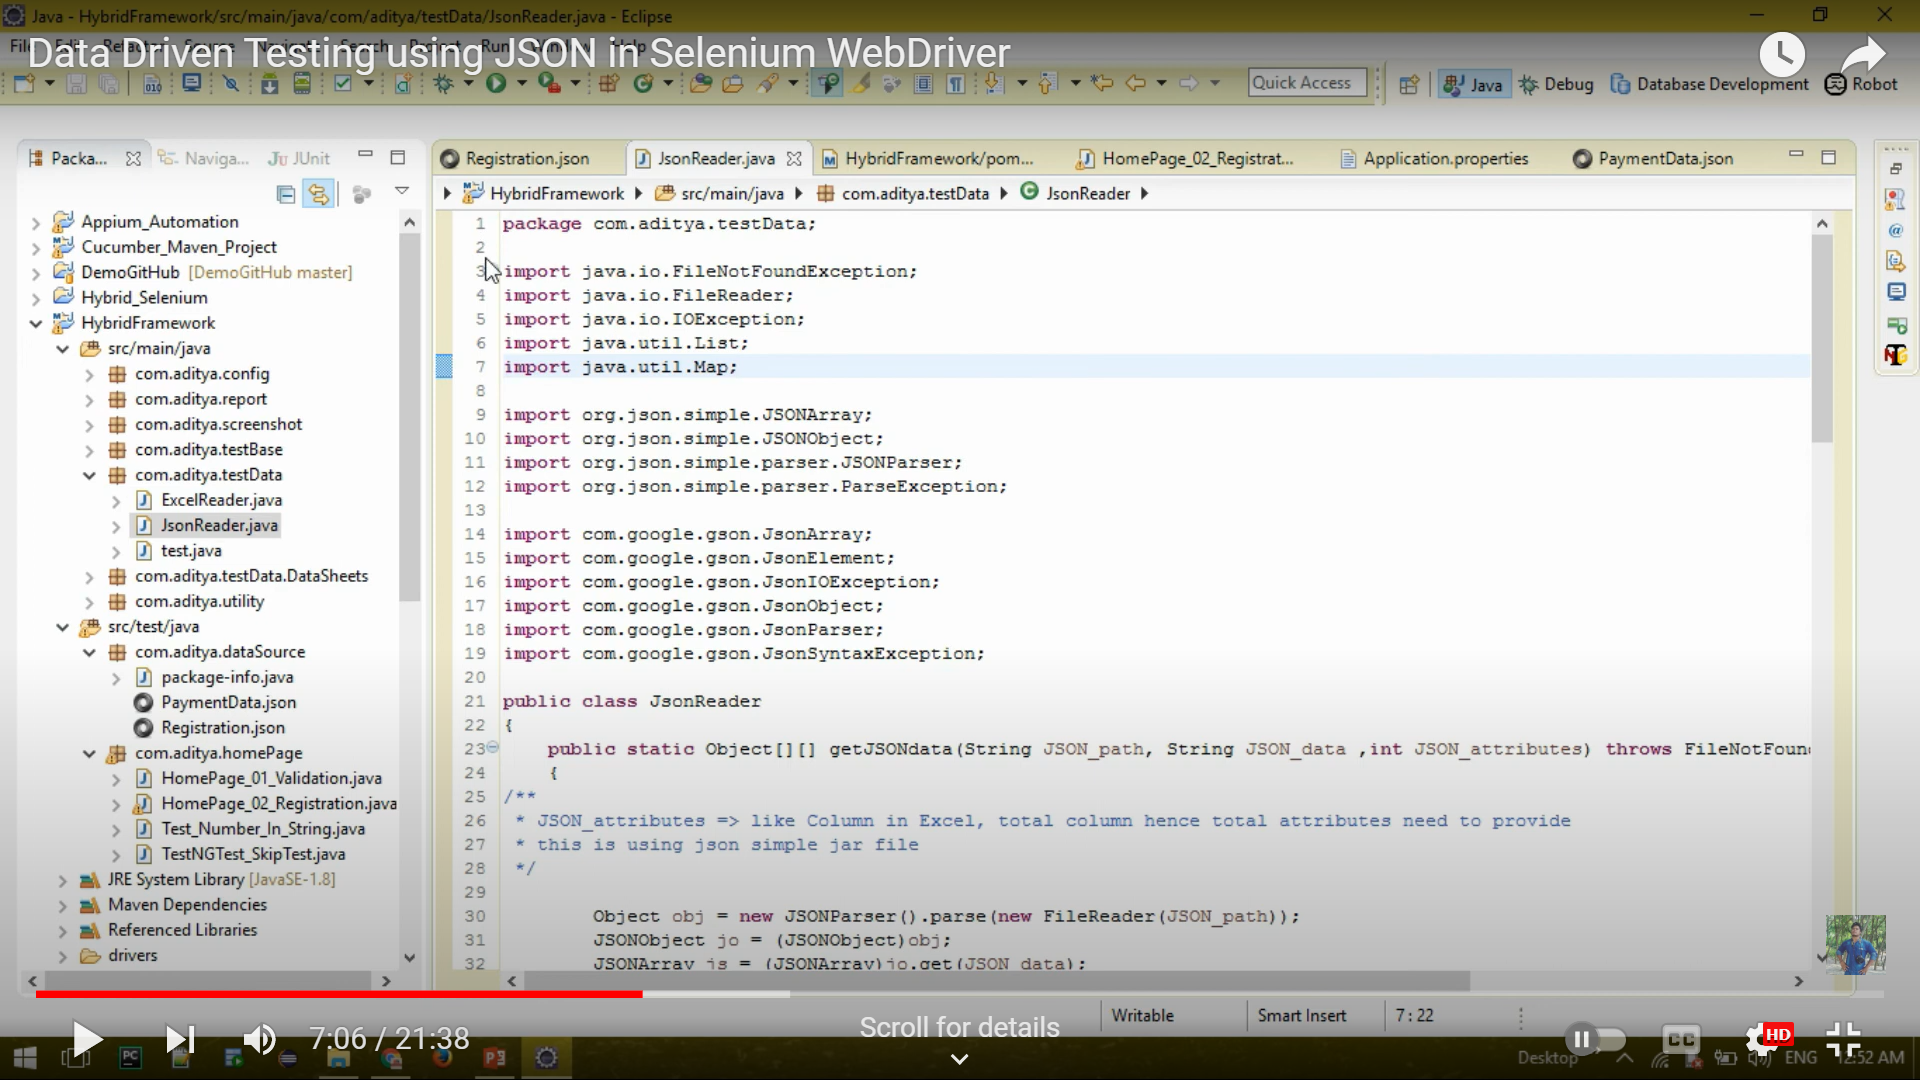 Java - HybridFramework/src/main/java/com/aditya/testData/JsonReader.java - Eclipse
Data Driven Testing using JSON in Selenium WebDriver
Quick Access
Java
Debug
Database Development
Robot
Packa...
Naviga...
JUnit
Appium_Automation
Cucumber_Maven_Project
DemoGitHub [DemoGitHub master]
Hybrid_Selenium
HybridFramework
src/main/java
com.aditya.config
com.aditya.report
com.aditya.screenshot
com.aditya.testBase
com.aditya.testData
ExcelReader.java
JsonReader.java
test.java
com.aditya.testData.DataSheets
com.aditya.utility
src/test/java
com.aditya.dataSource
package-info.java
PaymentData.json
Registration.json
com.aditya.homePage
HomePage_01_Validation.java
HomePage_02_Registration.java
Test_Number_In_String.java
TestNGTest_SkipTest.java
JRE System Library [JavaSE-1.8]
Maven Dependencies
Referenced Libraries
drivers
Registration.json
JsonReader.java
HybridFramework/pom...
HomePage_02_Registrat...
Application.properties
PaymentData.json
HybridFramework
src/main/java
com.aditya.testData
JsonReader
1 package com.aditya.testData;
2
3 import java.io.FileNotFoundException;
4 import java.io.FileReader;
5 import java.io.IOException;
6 import java.util.List;
7 import java.util.Map;
8
9 import org.json.simple.JSONArray;
10 import org.json.simple.JSONObject;
11 import org.json.simple.parser.JSONParser;
12 import org.json.simple.parser.ParseException;
13
14 import com.google.gson.JsonArray;
15 import com.google.gson.JsonElement;
16 import com.google.gson.JsonIOException;
17 import com.google.gson.JsonObject;
18 import com.google.gson.JsonParser;
19 import com.google.gson.JsonSyntaxException;
20
21 public class JsonReader
22 {
23 public static Object[][] getJSONdata(String JSON_path, String JSON_data ,int JSON_attributes) throws FileNotFoun
24 {
25 /**
26 * JSON_attributes => like Column in Excel, total column hence total attributes need to provide
27 * this is using json simple jar file
28 */
29
30 Object obj = new JSONParser().parse(new FileReader(JSON_path));
31 JSONObject jo = (JSONObject)obj;
32 JSONArray js = (JSONArray)jo.get(JSON_data);
Writable
Smart Insert
7 : 22
7:06 / 21:38
Scroll for details
CC
HD
Desktop
ENG
12:52 AM